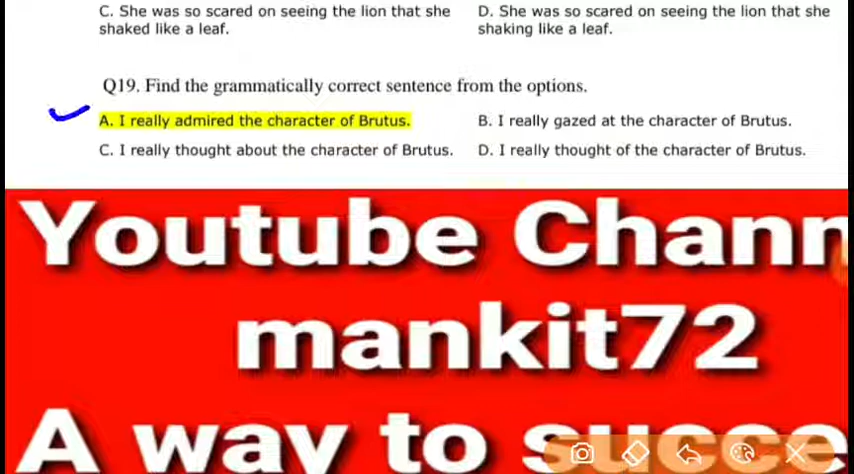 C. She was so scared on seeing the lion that she shaked like a leaf.
D. She was so scared on seeing the lion that she shaking like a leaf.
Q19. Find the grammatically correct sentence from the options.
A. I really admired the character of Brutus.
B. I really gazed at the character of Brutus.
C. I really thought about the character of Brutus.
D. I really thought of the character of Brutus.
Youtube Chann
mankit72
A way to succe